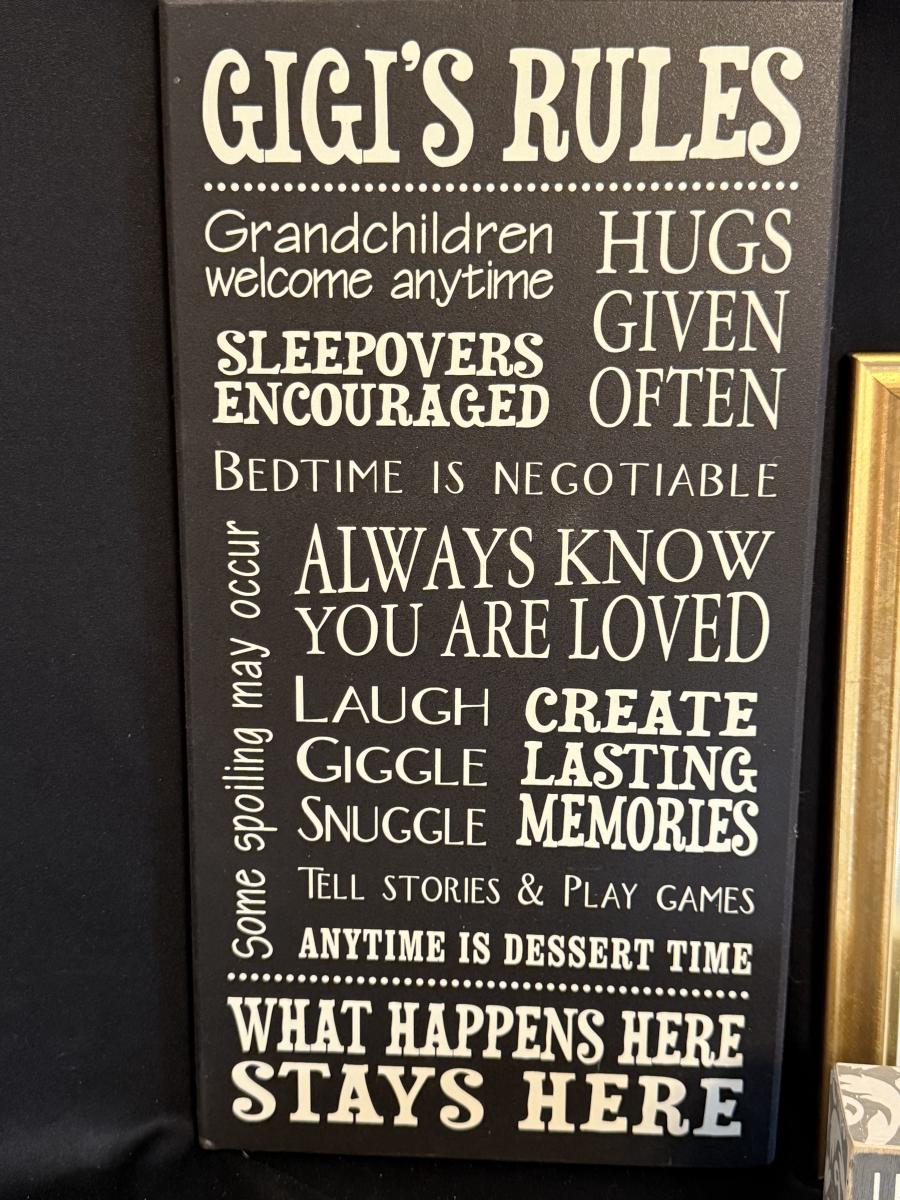 GIGI'S RULES
Grandchildren
welcome anytime
HUGS
GIVEN
OFTEN
SLEEPOVERS
ENCOURAGED
BEDTIME IS NEGOTIABLE
Some spoiling may occur
ALWAYS KNOW
YOU ARE LOVED
LAUGH
GIGGLE
SNUGGLE
CREATE
LASTING
MEMORIES
TELL STORIES & PLAY GAMES
ANYTIME IS DESSERT TIME
WHAT HAPPENS HERE
STAYS HERE